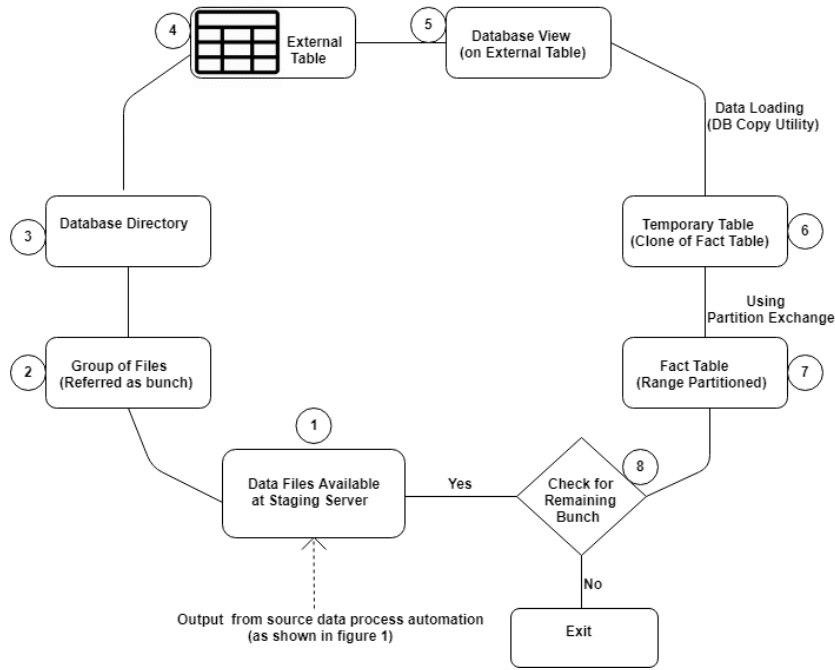 4
External
Table
5
Database View
(on External Table)
Data Loading
(DB Copy Utility)
3
Database Directory
Temporary Table
(Clone of Fact Table)
6
Using
Partition Exchange
2
Group of Files
(Referred as bunch)
Fact Table
(Range Partitioned)
7
1
Data Files Available
at Staging Server
Yes
8
Check for
Remaining
Bunch
No
Output from source data process automation
(as shown in figure 1)
Exit